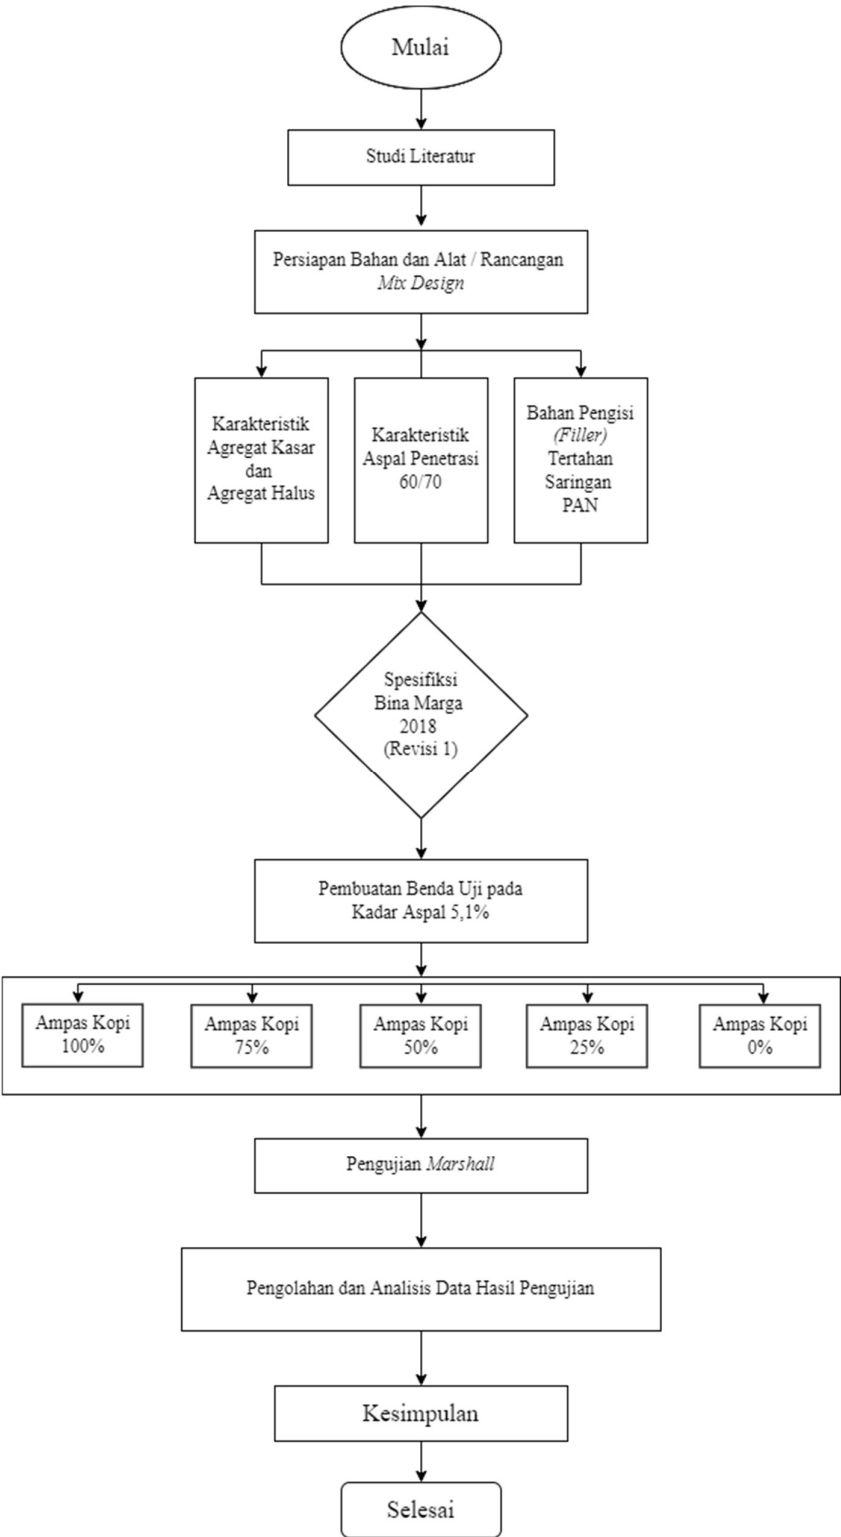 Mulai
Studi Literatur
Persiapan Bahan dan Alat / Rancangan
Mix Design
Karakteristik
Agregat Kasar
dan
Agregat Halus
Karakteristik
Aspal Penetrasi
60/70
Bahan Pengisi
(Filler)
Tertahan
Saringan
PAN
Spesifiksi
Bina Marga
2018
(Revisi 1)
Pembuatan Benda Uji pada
Kadar Aspal 5,1%
Ampas Kopi
100%
Ampas Kopi
75%
Ampas Kopi
50%
Ampas Kopi
25%
Ampas Kopi
0%
Pengujian Marshall
Pengolahan dan Analisis Data Hasil Pengujian
Kesimpulan
Selesai